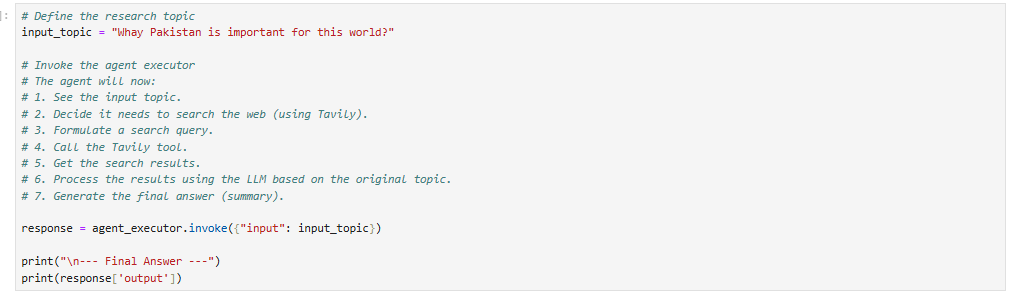 ]:
# Define the research topic
input_topic = "Whay Pakistan is important for this world?"
# Invoke the agent executor
# The agent will now:
# 1. See the input topic.
# 2. Decide it needs to search the web (using Tavily).
# 3. Formulate a search query.
# 4. Call the Tavily tool.
# 5. Get the search results.
# 6. Process the results using the LLM based on the original topic.
# 7. Generate the final answer (summary).
response = agent_executor.invoke({"input": input_topic})
print("\n--- Final Answer ---")
print(response['output'])